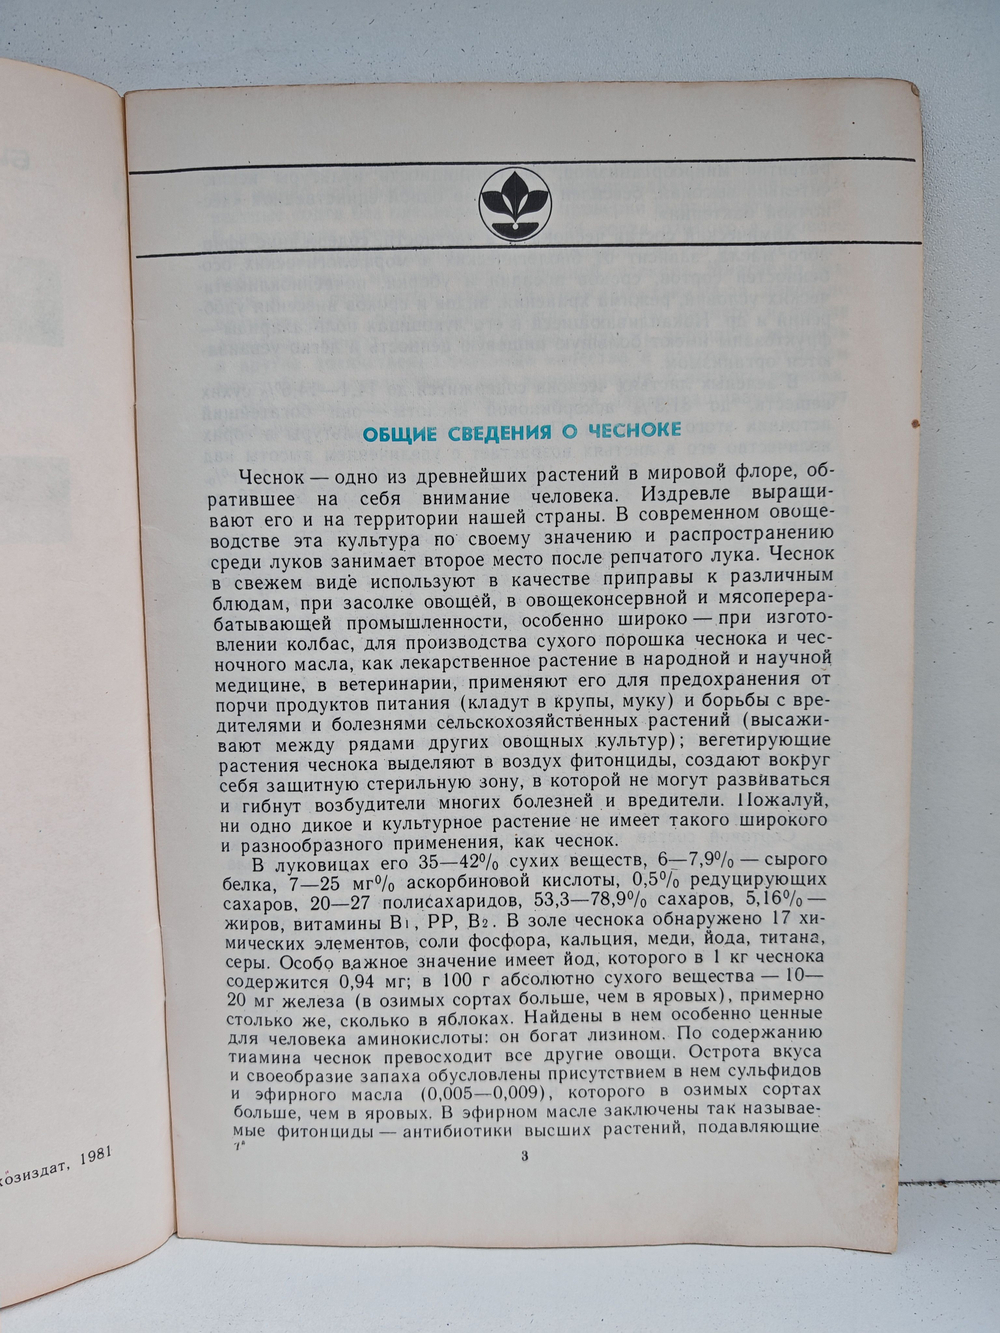 ОБЩИЕ СВЕДЕНИЯ О ЧЕСНОКЕ
Чеснок — одно из древнейших растений в мировой флоре, об-
ратившее на себя внимание человека. Издревле выращи-
вают его и на территории нашей страны. В современном овоще-
водстве эта культура по своему значению и распространению
среди луков занимает второе место после репчатого лука. Чеснок
в свежем виде используют в качестве приправы к различным
блюдам, при засолке овощей, в овощеконсервной и мясоперера-
батывающей промышленности, особенно широко — при изгото-
влении колбас, для производства сухого порошка чеснока и чес-
ночного масла, как лекарственное растение в народной и научной
медицине, в ветеринарии, применяют его для предохранения от
порчи продуктов питания (кладут в крупы, муку) и борьбы с вре-
дителями и болезнями сельскохозяйственных растений (высажи-
вают между рядами других овощных культур); вегетирующие
растения чеснока выделяют в воздух фитонциды, создают вокруг
себя защитную стерильную зону, в которой не могут развиваться
и гибнут возбудители многих болезней и вредители. Пожалуй,
ни одно дикое и культурное растение не имеет такого широкого
и разнообразного применения, как чеснок.
В луковицах его 35—42% сухих веществ, 6—7,9% — сырого
белка, 7—25 мг% аскорбиновой кислоты, 0,5% редуцирующих
сахаров, 20—27 полисахаридов, 53,3—78,9% сахаров, 5,16% —
жиров, витамины В1, РР, В2. В золе чеснока обнаружено 17 хи-
мических элементов, соли фосфора, кальция, меди, йода, титана,
серы. Особо важное значение имеет йод, которого в 1 кг чеснока
содержится 0,94 мг; в 100 г абсолютно сухого вещества — 10—
20 мг железа (в озимых сортах больше, чем в яровых), примерно
столько же, сколько в яблоках. Найдены в нем особенно ценные
для человека аминокислоты: он богат лизином. По содержанию
тиамина чеснок превосходит все другие овощи. Острота вкуса
и своеобразие запаха обусловлены присутствием в нем сульфидов
и эфирного масла (0,005—0,009), которого в озимых сортах
больше, чем в яровых. В эфирном масле заключены так называе-
мые фитонциды — антибиотики высших растений, подавляющие
1*
3
козиздат, 1981